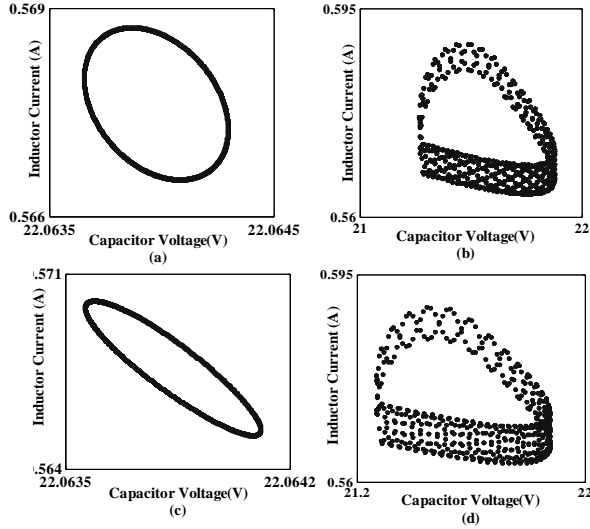 0.569
Inductor Current (A)
0.566
22.0635
22.0645
Capacitor Voltage(V)
(a)
0.595
Inductor Current (A)
0.56
21
22
Capacitor Voltage(V)
(b)
0.571
Inductor Current (A)
.564
22.0635
22.0642
Capacitor Voltage(V)
(c)
0.595
Inductor Current (A)
0.56
21.2
22
Capacitor Voltage(V)
(d)